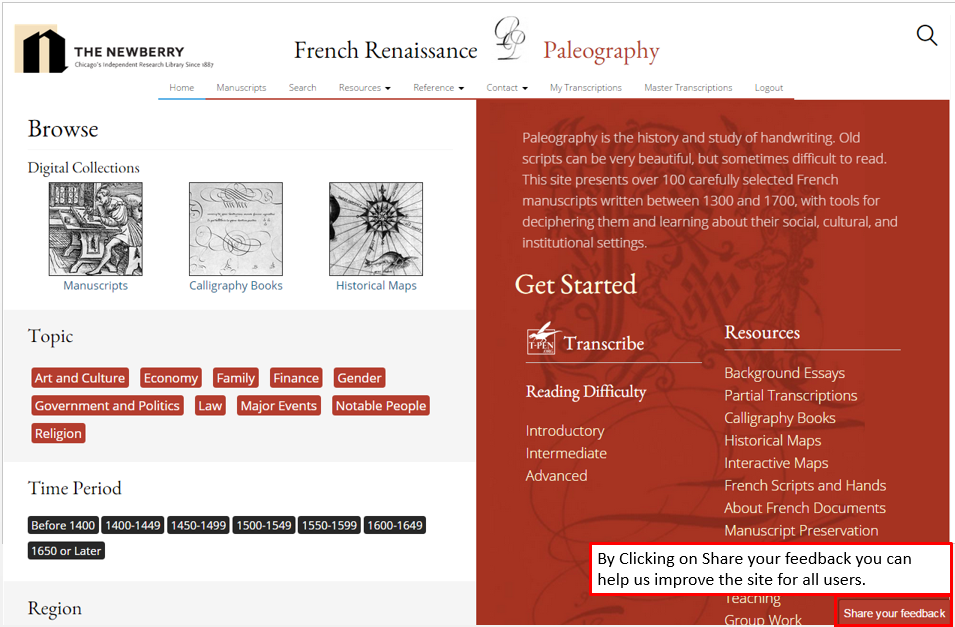 THE NEWBERRY
Chicago's Independent Research Library Since 1887
French Renaissance Paleography
Home Manuscripts Search Resources Reference Contact My Transcriptions Master Transcriptions Logout
Browse
Digital Collections
Manuscripts Calligraphy Books Historical Maps
Topic
Art and Culture Economy Family Finance Gender
Government and Politics Law Major Events Notable People
Religion
Time Period
Before 1400 1400-1449 1450-1499 1500-1549 1550-1599 1600-1649
1650 or Later
Region
Paleography is the history and study of handwriting. Old
scripts can be very beautiful, but sometimes difficult to read.
This site presents over 100 carefully selected French
manuscripts written between 1300 and 1700, with tools for
deciphering them and learning about their social, cultural, and
institutional settings.
Get Started
T-PEN
Transcribe
Reading Difficulty
Introductory
Intermediate
Advanced
Resources
Background Essays
Partial Transcriptions
Calligraphy Books
Historical Maps
Interactive Maps
French Scripts and Hands
About French Documents
Manuscript Preservation
By Clicking on Share your feedback you can
help us improve the site for all users.
Teaching
Group Work
Share your feedback